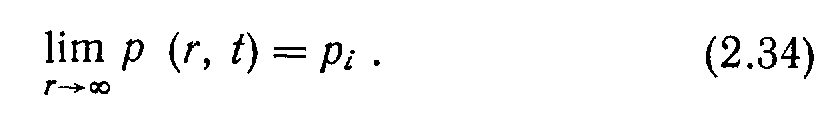 lim p (r, t) = pᵢ . (2.34)
r→∞